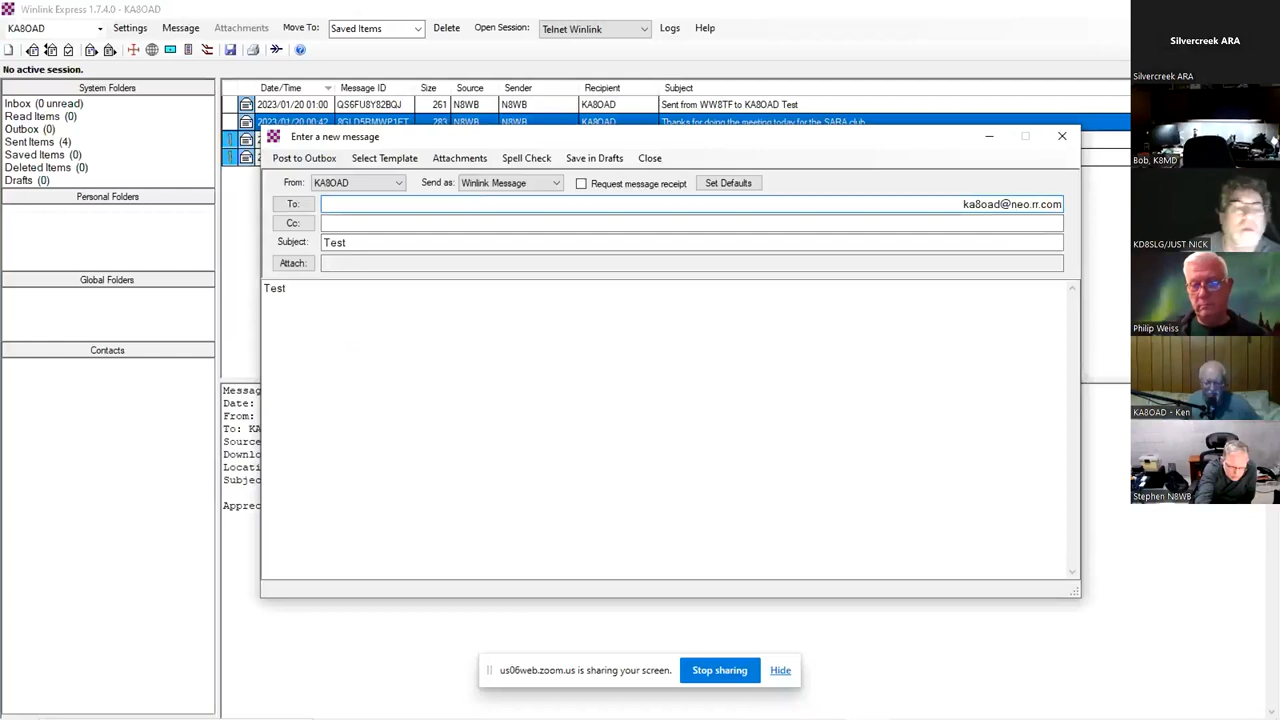 Winlink Express 1.7.4.0 - KA8OAD
KA8OAD Settings Message Attachments Move To: Saved Items Delete Open Session: Telnet Winlink Logs Help
No active session.
System Folders
Inbox (0 unread)
Read Items (0)
Outbox (0)
Sent Items (4)
Saved Items (0)
Deleted Items (0)
Drafts (0)
Personal Folders
Global Folders
Contacts
Date/Time Message ID Size Source Sender Recipient Subject
2023/01/20 01:00 QS6FU8Y82BQJ 261 N8WB N8WB KA8OAD Sent from WW8TF to KA8OAD Test
2023/01/20 00:42 8GLD5RMWP1ET 283 N8WB N8WB KA8OAD Thanks for doing the meeting today for the SARA club
2
2
Enter a new message
Post to Outbox Select Template Attachments Spell Check Save in Drafts Close
From: KA8OAD Send as: Winlink Message Request message receipt Set Defaults
To: ka8oad@neo.rr.com
Cc:
Subject: Test
Attach:
Test
Messag
Date:
From:
To: KA
Source
Downlo
Locati
Subjec
Apprec
us06web.zoom.us is sharing your screen. Stop sharing Hide
Silvercreek ARA
Silvercreek ARA
Bob, K8MD
KD8SLG/JUST NICK
Philip Weiss
KA8OAD - Ken
Stephen N8WB